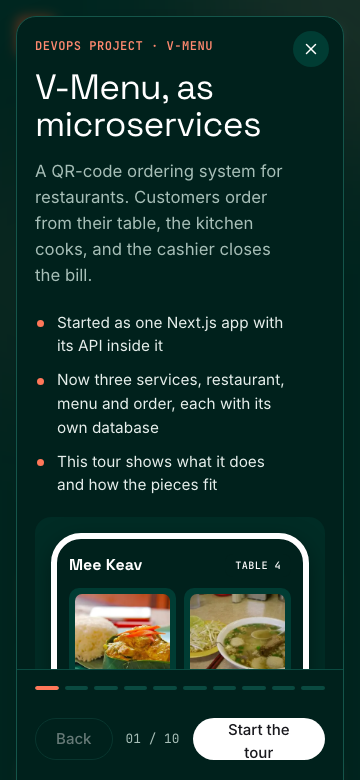 DEVOPS PROJECT · V-MENU
V-Menu, as
microservices
A QR-code ordering system for
restaurants. Customers order
from their table, the kitchen
cooks, and the cashier closes
the bill.
Started as one Next.js app with
its API inside it
Now three services, restaurant,
menu and order, each with its
own database
This tour shows what it does
and how the pieces fit
Mee Keav
TABLE 4
Back
01 / 10
Start the
tour